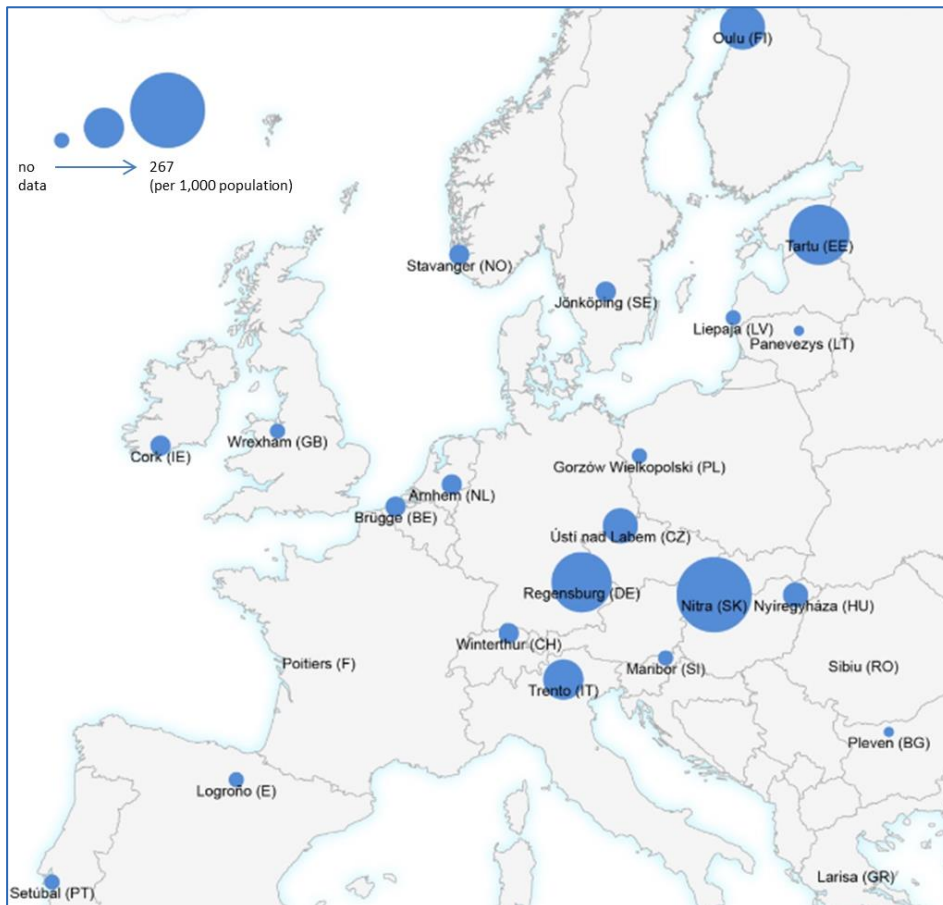 Oulu (FI)
no
data
267
(per 1,000 population)
Tartu (EE)
Stavanger (NO)
Jönköping (SE)
Liepaja (LV)
Panevezys (LT)
Wrexham (GB)
Cork (IE)
Gorzów Wielkopolski (PL)
Arnhem (NL)
Brügge (BE)
Ústí nad Labem (CZ)
Regensburg (DE)
Nitra (SK)
Nyíregyháza (HU)
Winterthur (CH)
Poitiers (F)
Maribor (SI)
Sibiu (RO)
Trento (IT)
Pleven (BG)
Logroño (E)
Larisa (GR)
Setúbal (PT)